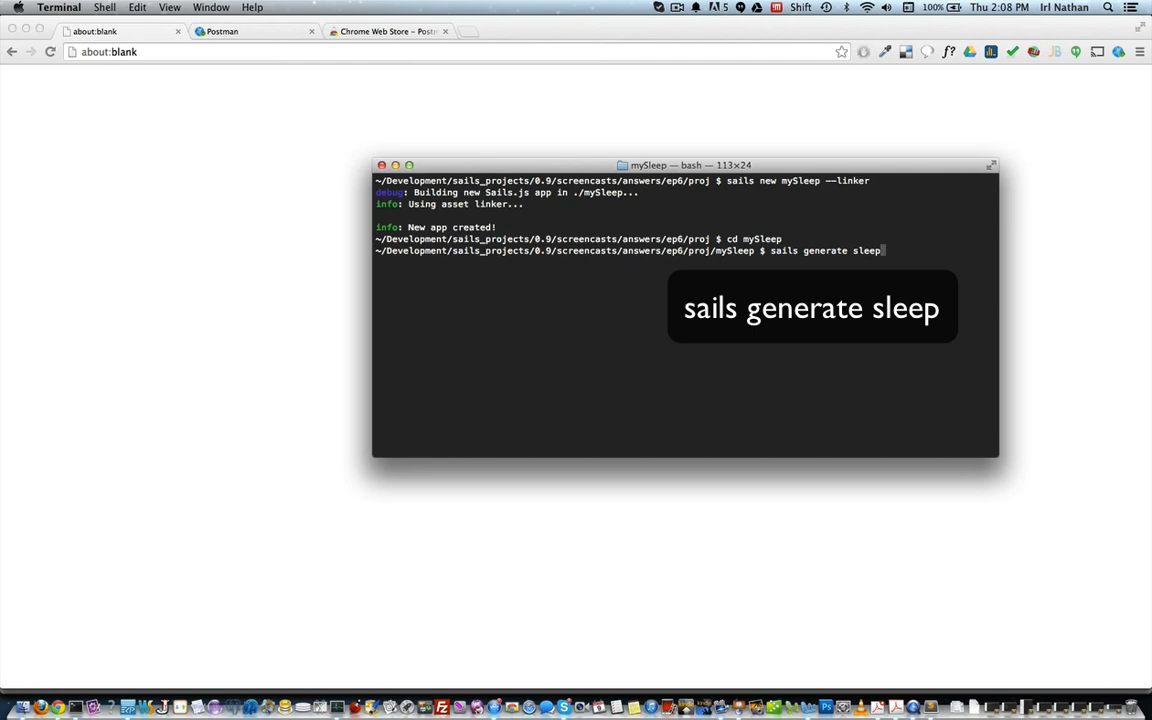 Terminal Shell Edit View Window Help 5 Shift 100% Thu 2:08 PM Irl Nathan
about:blank Postman Chrome Web Store - Postm
about:blank f? JB
mySleep — bash — 113×24
~/Development/sails_projects/0.9/screencasts/answers/ep6/proj $ sails new mySleep --linker
debug: Building new Sails.js app in ./mySleep...
info: Using asset linker...
info: New app created!
~/Development/sails_projects/0.9/screencasts/answers/ep6/proj $ cd mySleep
~/Development/sails_projects/0.9/screencasts/answers/ep6/proj/mySleep $ sails generate sleep
sails generate sleep